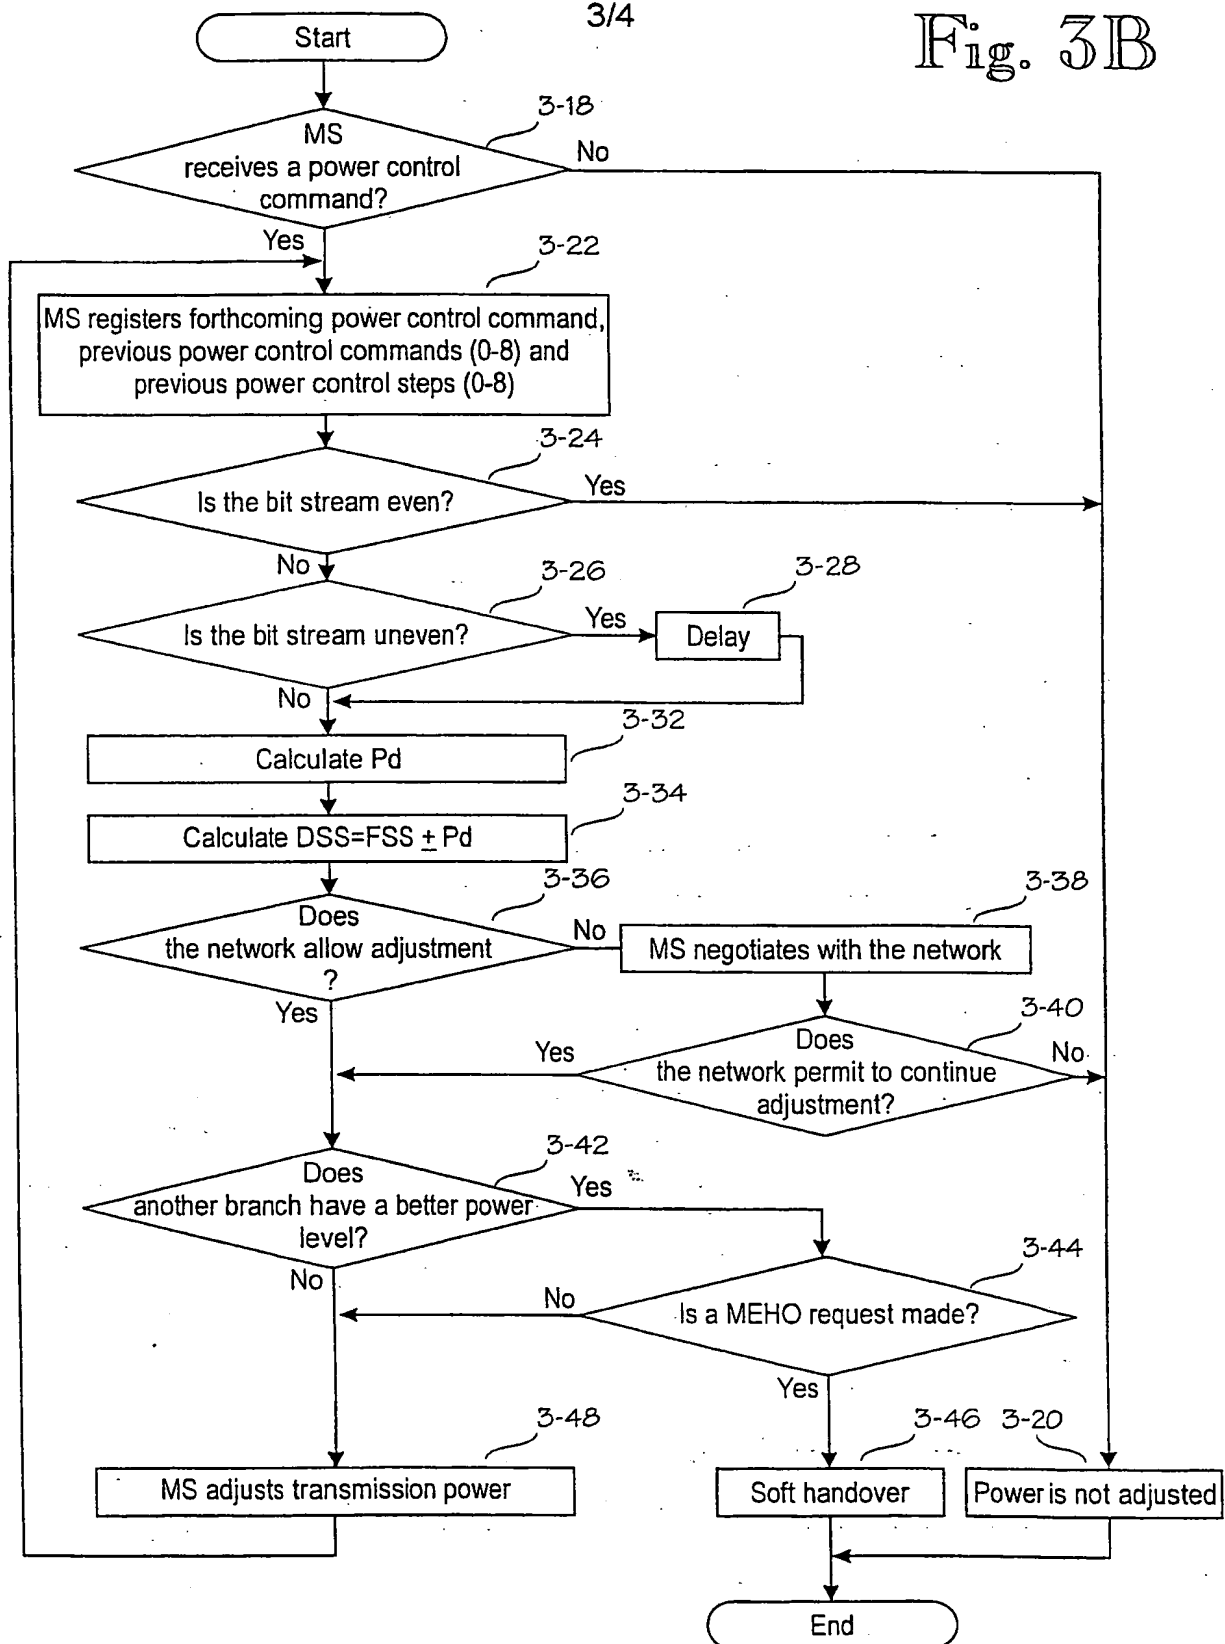 3/4
Fig. 3B
Start
3-18
MS
receives a power control
command?
No
Yes
3-22
MS registers forthcoming power control command,
previous power control commands (0-8) and
previous power control steps (0-8)
3-24
Is the bit stream even?
Yes
No
3-26
Is the bit stream uneven?
Yes
3-28
Delay
No
3-32
Calculate Pd
3-34
Calculate DSS=FSS ± Pd
3-36
Does
the network allow adjustment
?
No
3-38
MS negotiates with the network
Yes
3-40
Does
the network permit to continue
adjustment?
Yes
No
3-42
Does
another branch have a better power
level?
Yes
No
3-44
Is a MEHO request made?
No
Yes
3-48
MS adjusts transmission power
3-46
Soft handover
3-20
Power is not adjusted
End